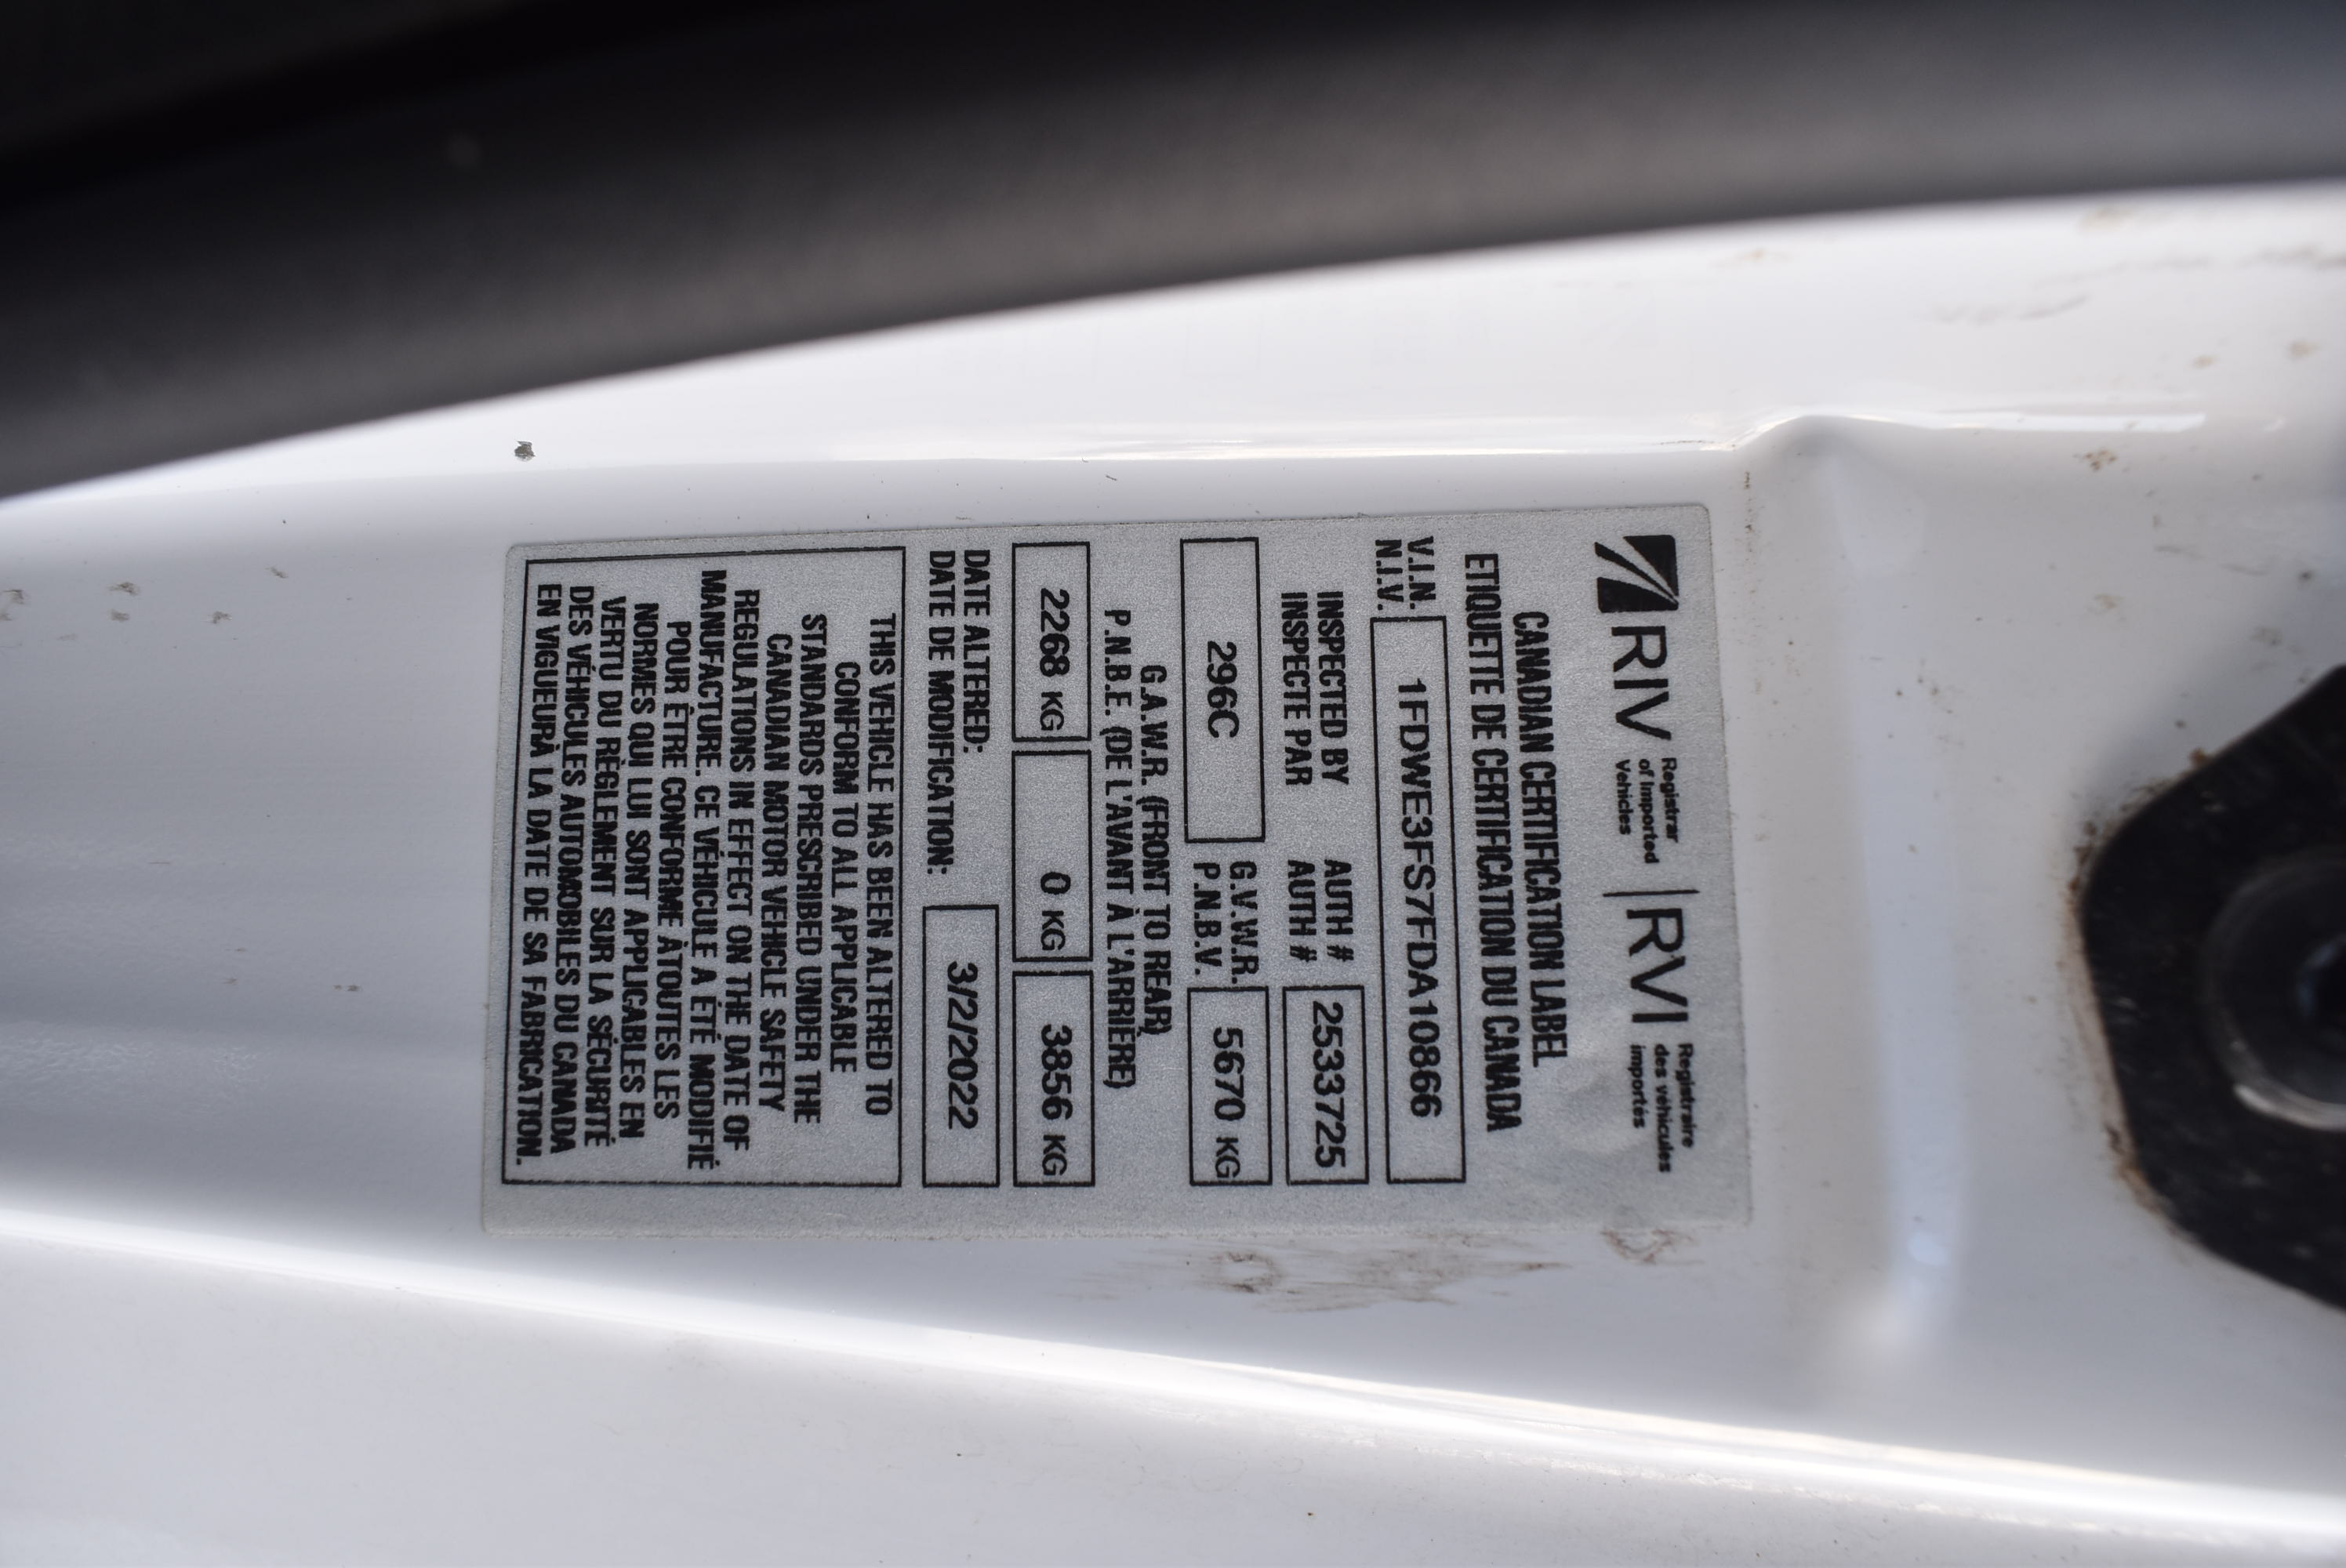 RIV Registrar of Imported Vehicles | RVI Registraire des véhicules importés
CANADIAN CERTIFICATION LABEL
ETIQUETTE DE CERTIFICATION DU CANADA
V.I.N.
N.I.V.
1FDWE3FS7FDA10866
INSPECTED BY
INSPECTE PAR
AUTH #
AUTH #
2533725
296C
G.V.W.R.
P.N.B.V.
5670 KG
G.A.W.R. (FRONT TO REAR)
P.N.B.E. (DE L'AVANT À L'ARRIÈRE)
2268 KG 0 KG 3856 KG
DATE ALTERED:
DATE DE MODIFICATION:
3/2/2022
THIS VEHICLE HAS BEEN ALTERED TO
CONFORM TO ALL APPLICABLE
STANDARDS PRESCRIBED UNDER THE
CANADIAN MOTOR VEHICLE SAFETY
REGULATIONS IN EFFECT ON THE DATE OF
MANUFACTURE. CE VÉHICULE A ÉTÉ MODIFIÉ
POUR ÊTRE CONFORME À TOUTES LES
NORMES QUI LUI SONT APPLICABLES EN
VERTU DU RÈGLEMENT SUR LA SÉCURITÉ
DES VÉHICULES AUTOMOBILES DU CANADA
EN VIGUEUR À LA DATE DE SA FABRICATION.